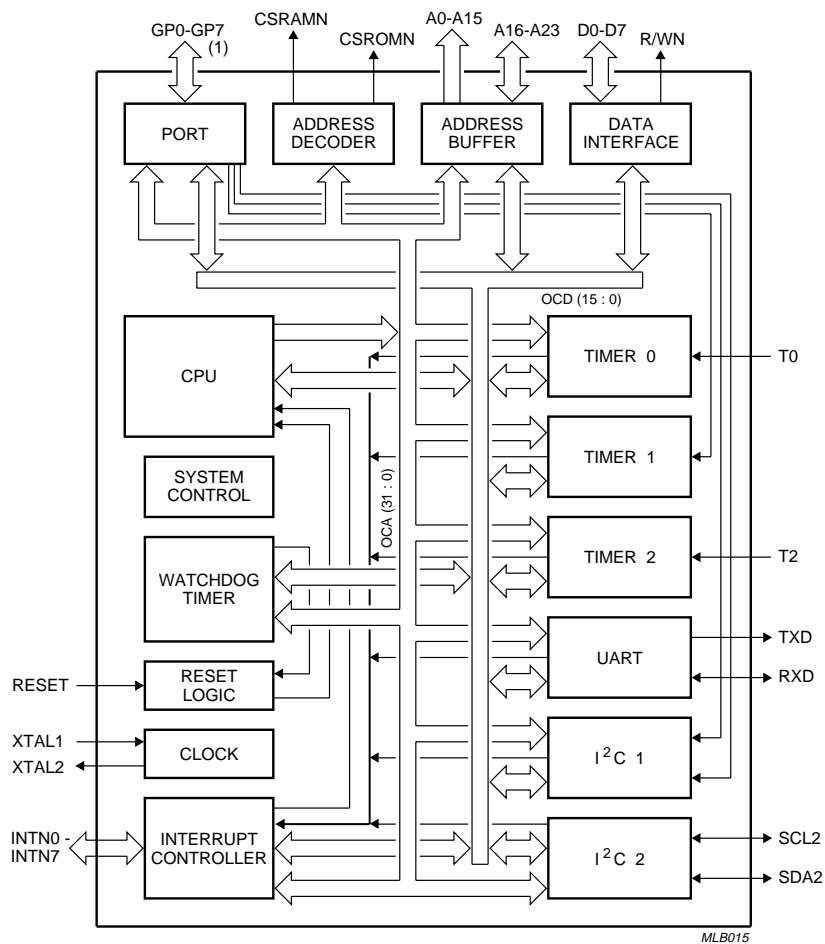 GP0-GP7
(1)
CSRAMN
CSROMN
A0-A15
A16-A23
D0-D7
R/WN
PORT
ADDRESS
DECODER
ADDRESS
BUFFER
DATA
INTERFACE
OCD (15 : 0)
CPU
TIMER 0
T0
TIMER 1
SYSTEM
CONTROL
OCA (31 : 0)
TIMER 2
T2
WATCHDOG
TIMER
UART
TXD
RXD
RESET
RESET
LOGIC
XTAL1
XTAL2
CLOCK
I²C 1
INTN0 -
INTN7
INTERRUPT
CONTROLLER
I²C 2
SCL2
SDA2
MLB015